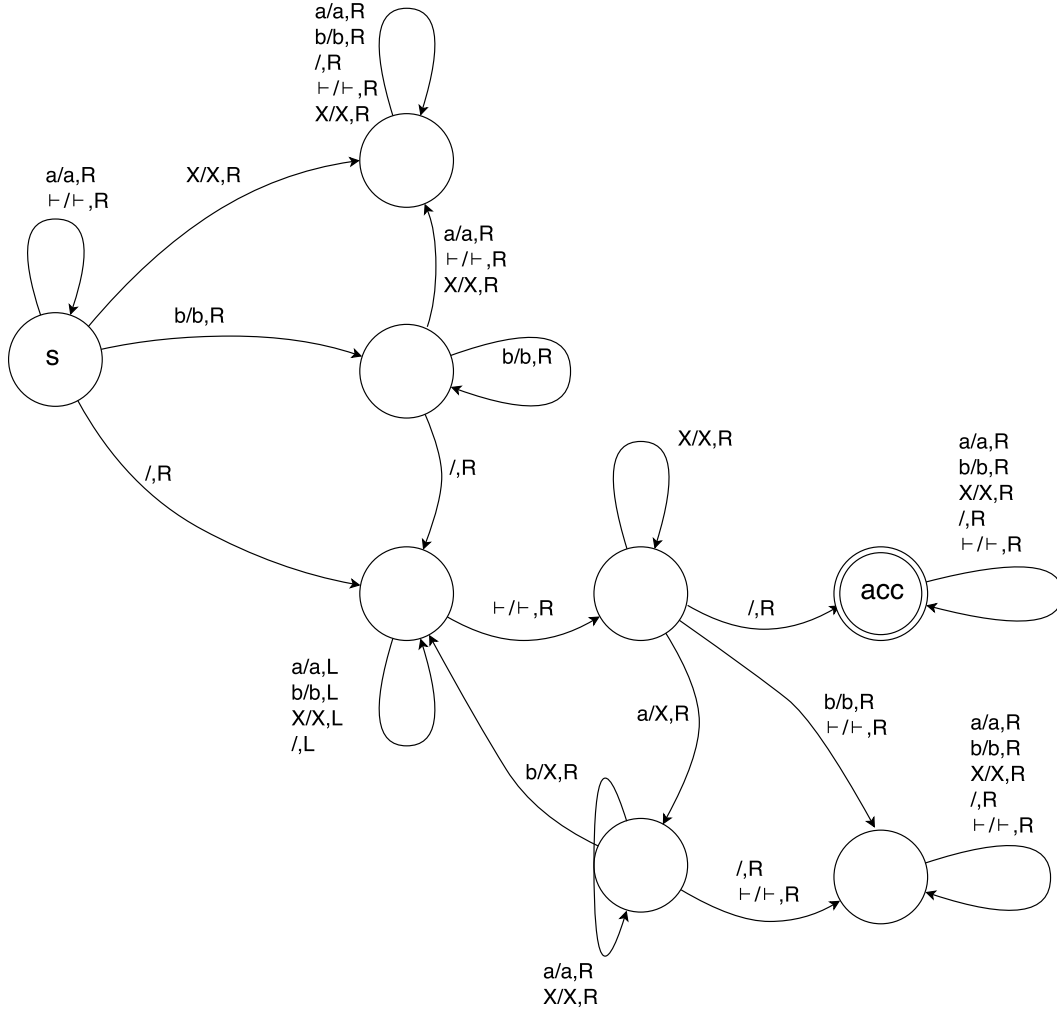 a/a,R
b/b,R
/,R
⊢/⊢,R
X/X,R
a/a,R
⊢/⊢,R
X/X,R
a/a,R
⊢/⊢,R
X/X,R
b/b,R
s
b/b,R
/,R
/,R
X/X,R
a/a,R
b/b,R
X/X,R
/,R
⊢/⊢,R
⊢/⊢,R
/,R
acc
a/a,L
b/b,L
X/X,L
/,L
a/X,R
b/b,R
⊢/⊢,R
b/X,R
a/a,R
b/b,R
X/X,R
/,R
⊢/⊢,R
/,R
⊢/⊢,R
a/a,R
X/X,R